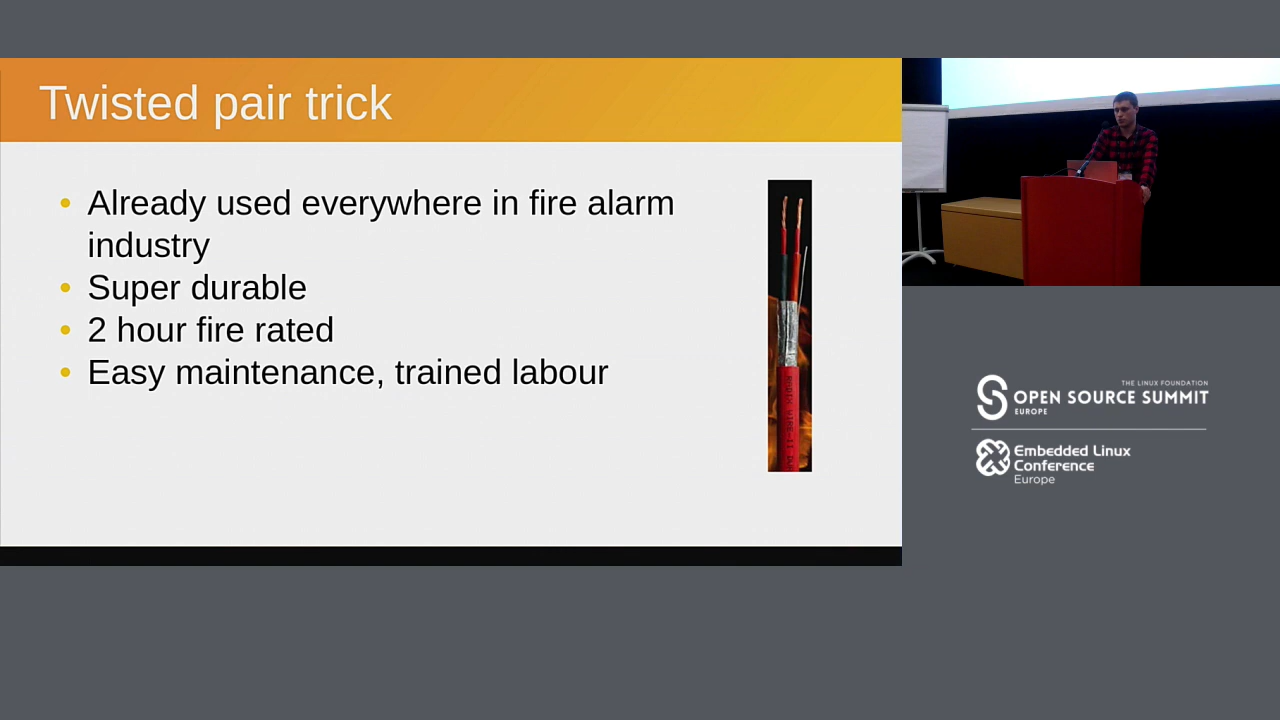 Twisted pair trick
Already used everywhere in fire alarm
industry
Super durable
2 hour fire rated
Easy maintenance, trained labour
THE LINUX FOUNDATION
OPEN SOURCE SUMMIT
EUROPE
Embedded Linux
Conference
Europe